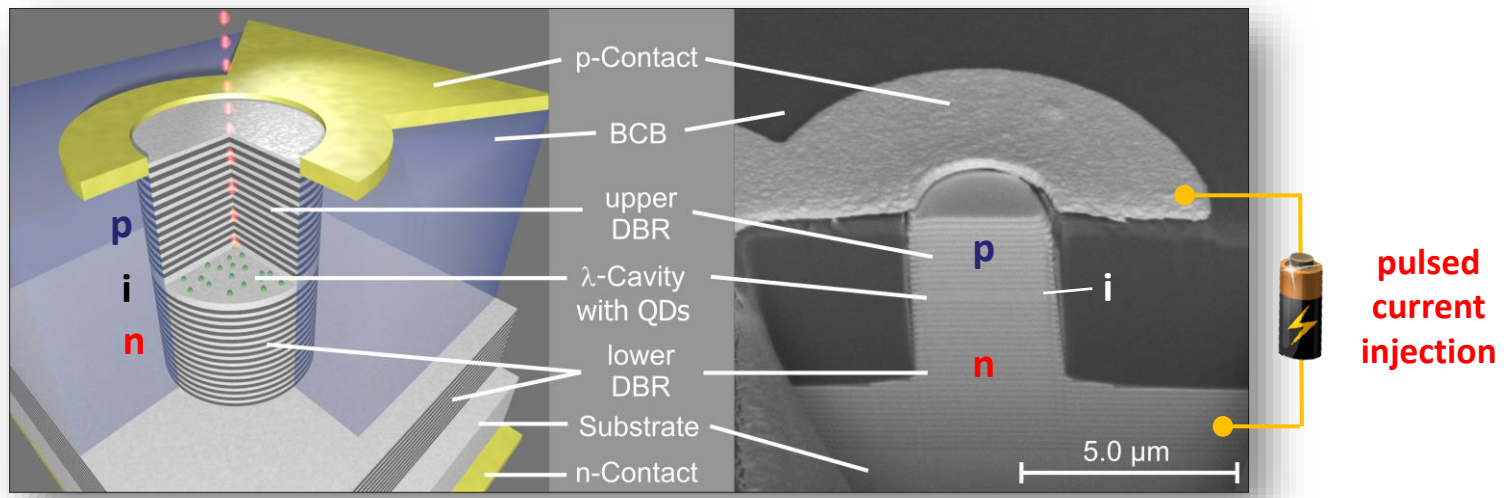 p-Contact
BCB
upper
DBR
λ-Cavity
with QDs
lower
DBR
Substrate
n-Contact
p
i
n
p
i
n
5.0 µm
pulsed
current
injection